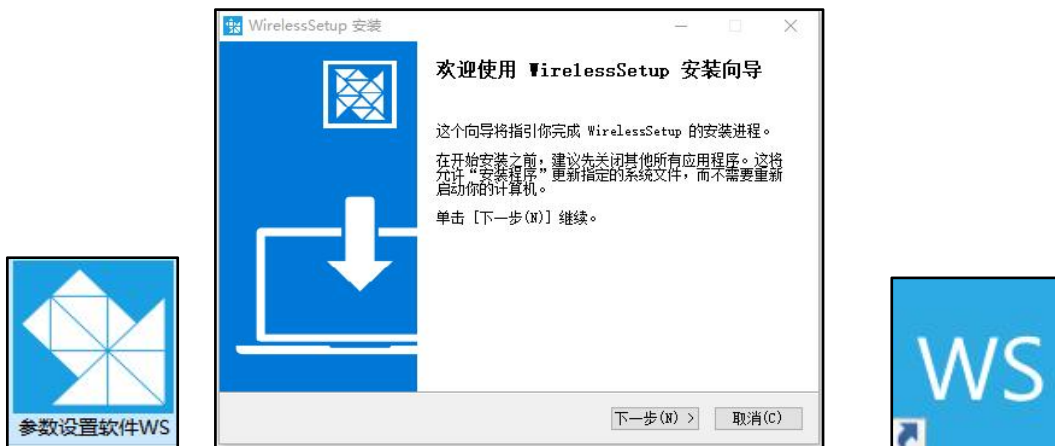 WirelessSetup 安装
欢迎使用 WirelessSetup 安装向导
这个向导将指引你完成 WirelessSetup 的安装进程。
在开始安装之前，建议先关闭其他所有应用程序。这将
允许“安装程序”更新指定的系统文件，而不需要重新
启动你的计算机。
单击 [下一步(N)] 继续。
下一步(N) >
取消(C)
参数设置软件WS
WS